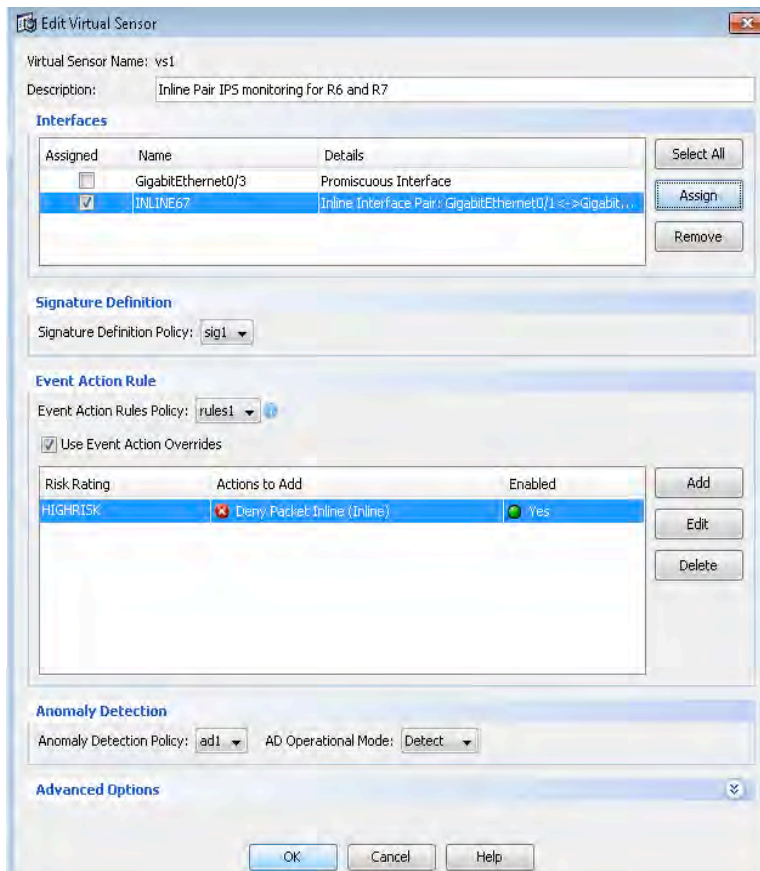 Edit Virtual Sensor
Virtual Sensor Name: vs1
Description: Inline Pair IPS monitoring for R6 and R7
Interfaces
Assigned Name Details Select All
GigabitEthernet0/3 Promiscuous Interface
INLINE67 Inline Interface Pair: GigabitEthernet0/1<->Gigabit... Assign
Remove
Signature Definition
Signature Definition Policy: sig1
Event Action Rule
Event Action Rules Policy: rules1
Use Event Action Overrides
Risk Rating Actions to Add Enabled Add
HIGHRISK Deny Packet Inline (Inline) Yes
Edit
Delete
Anomaly Detection
Anomaly Detection Policy: ad1 AD Operational Mode: Detect
Advanced Options
OK Cancel Help